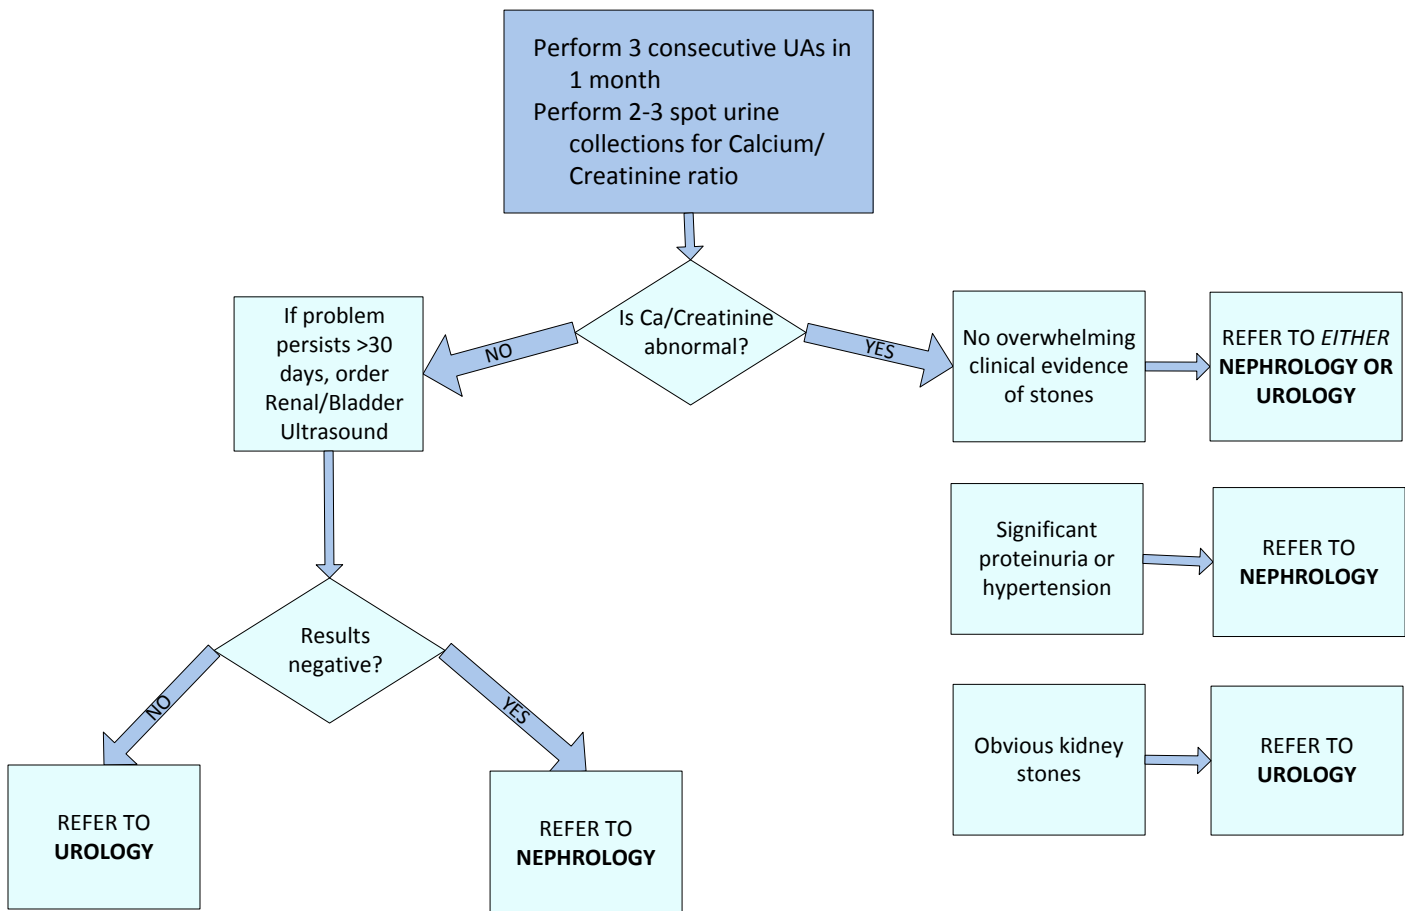 Perform 3 consecutive UAs in
1 month
Perform 2-3 spot urine
collections for Calcium/
Creatinine ratio
Is Ca/Creatinine
abnormal?
NO
YES
If problem
persists >30
days, order
Renal/Bladder
Ultrasound
No overwhelming
clinical evidence
of stones
REFER TO EITHER
NEPHROLOGY OR
UROLOGY
Significant
proteinuria or
hypertension
REFER TO
NEPHROLOGY
Results
negative?
NO
YES
Obvious kidney
stones
REFER TO
UROLOGY
REFER TO
UROLOGY
REFER TO
NEPHROLOGY